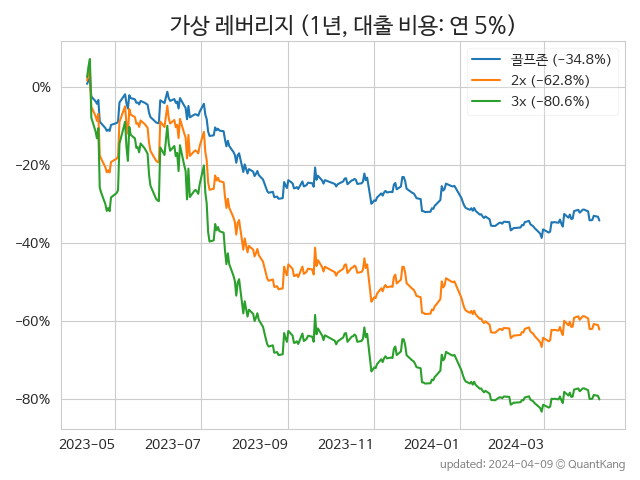 가상 레버리지 (1년, 대출 비용: 연 5%)
골프존 (−34.8%)
2x (−62.8%)
3x (−80.6%)
0%
−20%
−40%
−60%
−80%
2023-05 2023-07 2023-09 2023-11 2024-01 2024-03
updated: 2024-04-09 © QuantKang